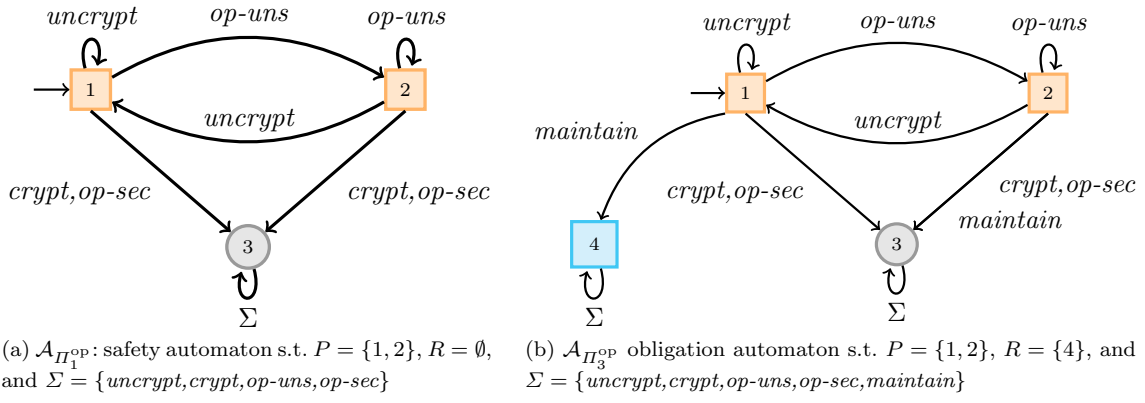 uncrypt
op-uns
op-uns
1
2
uncrypt
crypt,op-sec
crypt,op-sec
3
Σ
(a) 𝒜_{Π_1^{op}}: safety automaton s.t. P = {1, 2}, R = ∅,
and Σ = {uncrypt,crypt,op-uns,op-sec}
uncrypt
op-uns
op-uns
1
2
uncrypt
maintain
crypt,op-sec
crypt,op-sec
maintain
4
3
Σ
Σ
(b) 𝒜_{Π_3^{op}} obligation automaton s.t. P = {1, 2}, R = {4}, and
Σ = {uncrypt,crypt,op-uns,op-sec,maintain}